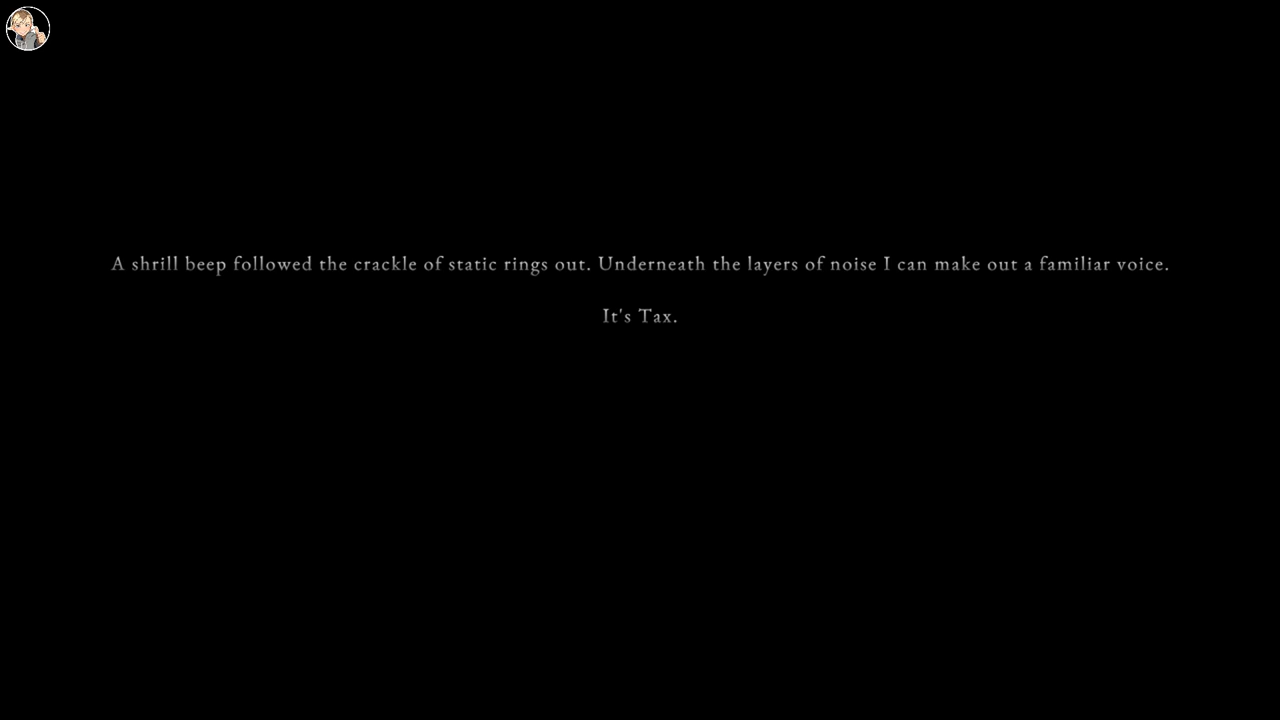 A shrill beep followed the crackle of static rings out. Underneath the layers of noise I can make out a familiar voice.
It's Tax.